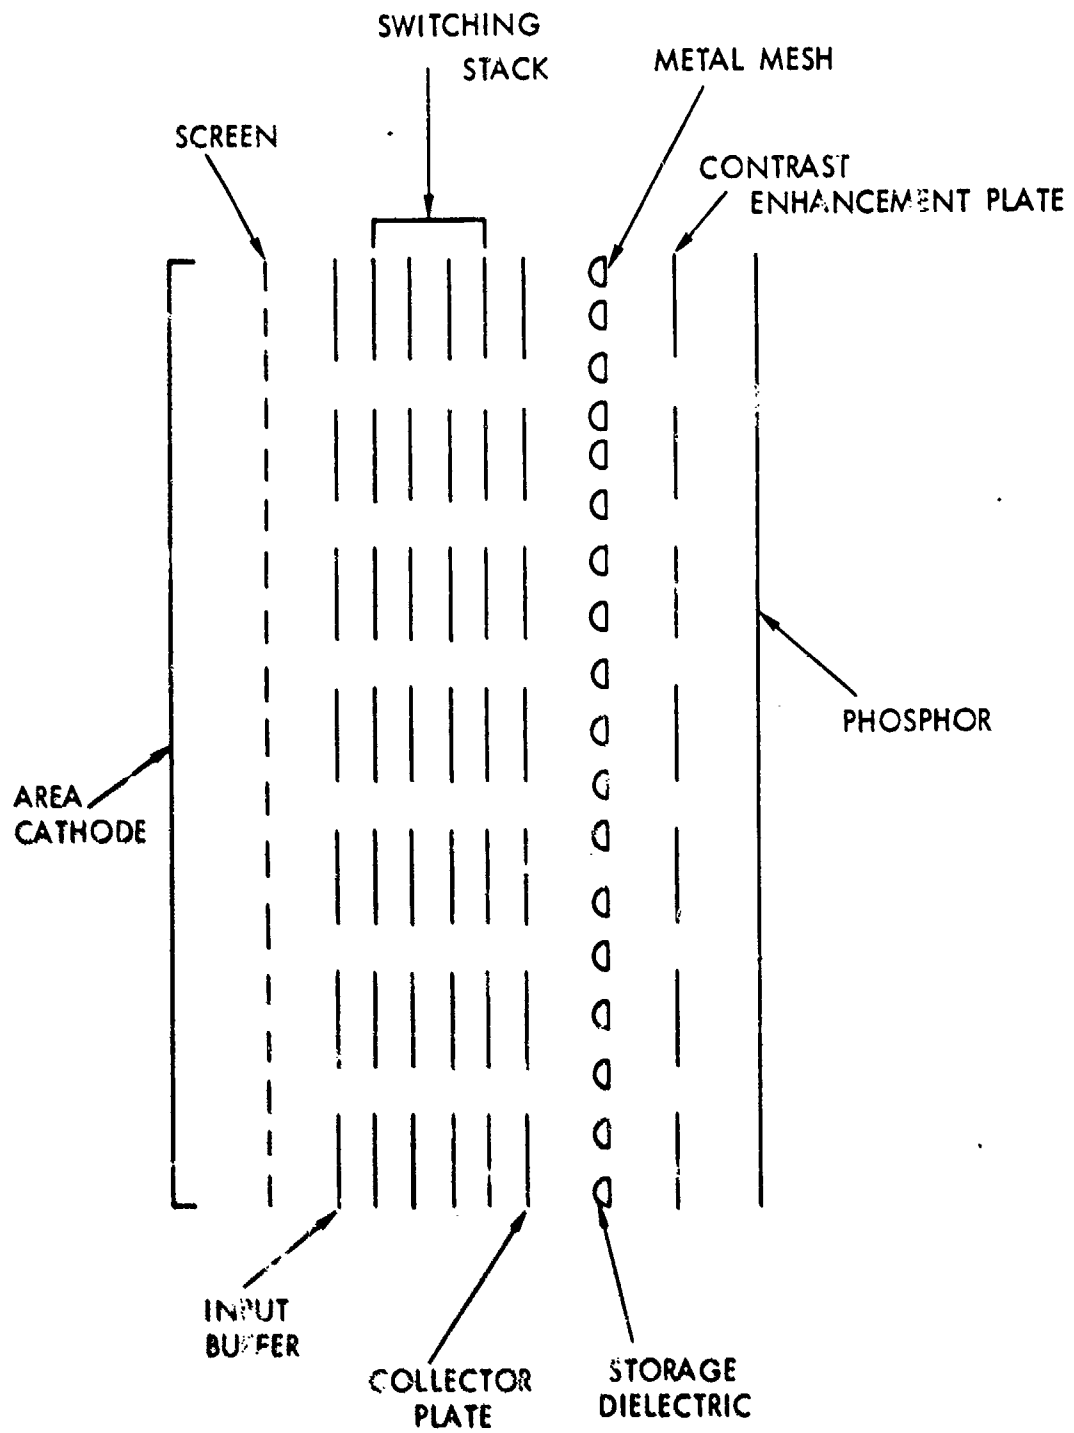 SWITCHING
STACK
METAL MESH
SCREEN
CONTRAST
ENHANCEMENT PLATE
PHOSPHOR
AREA
CATHODE
INPUT
BUFFER
COLLECTOR
PLATE
STORAGE
DIELECTRIC